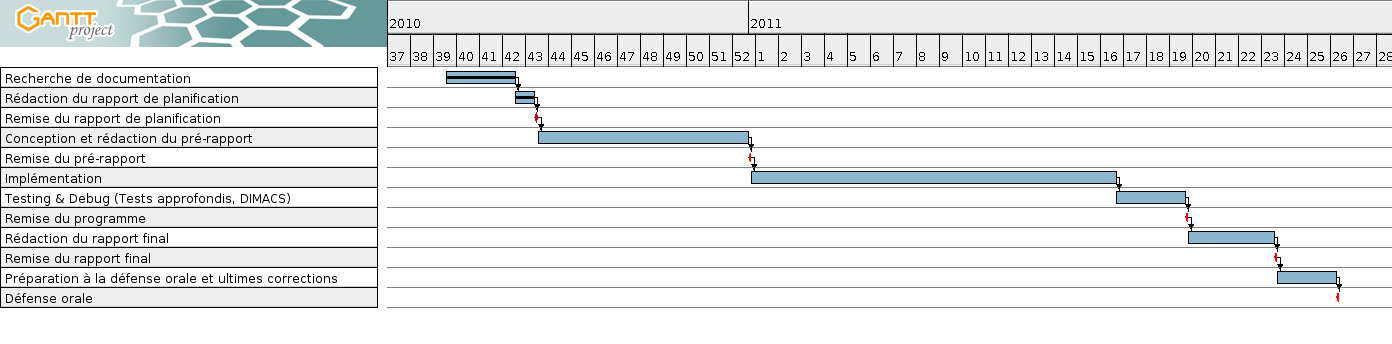 GANTT
project
2010 2011
37 38 39 40 41 42 43 44 45 46 47 48 49 50 51 52 1 2 3 4 5 6 7 8 9 10 11 12 13 14 15 16 17 18 19 20 21 22 23 24 25 26 27 28
Recherche de documentation
Rédaction du rapport de planification
Remise du rapport de planification
Conception et rédaction du pré-rapport
Remise du pré-rapport
Implémentation
Testing & Debug (Tests approfondis, DIMACS)
Remise du programme
Rédaction du rapport final
Remise du rapport final
Préparation à la défense orale et ultimes corrections
Défense orale